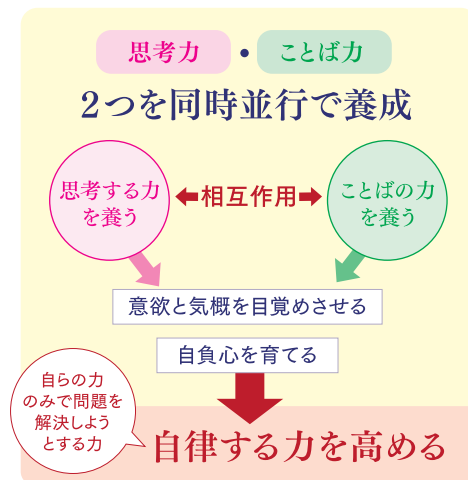 思考力・ことば力
２つを同時並行で養成
思考する力
を養う
相互作用
ことばの力
を養う
意欲と気概を目覚めさせる
自負心を育てる
自らの力
のみで問題を
解決しよう
とする力
自律する力を高める